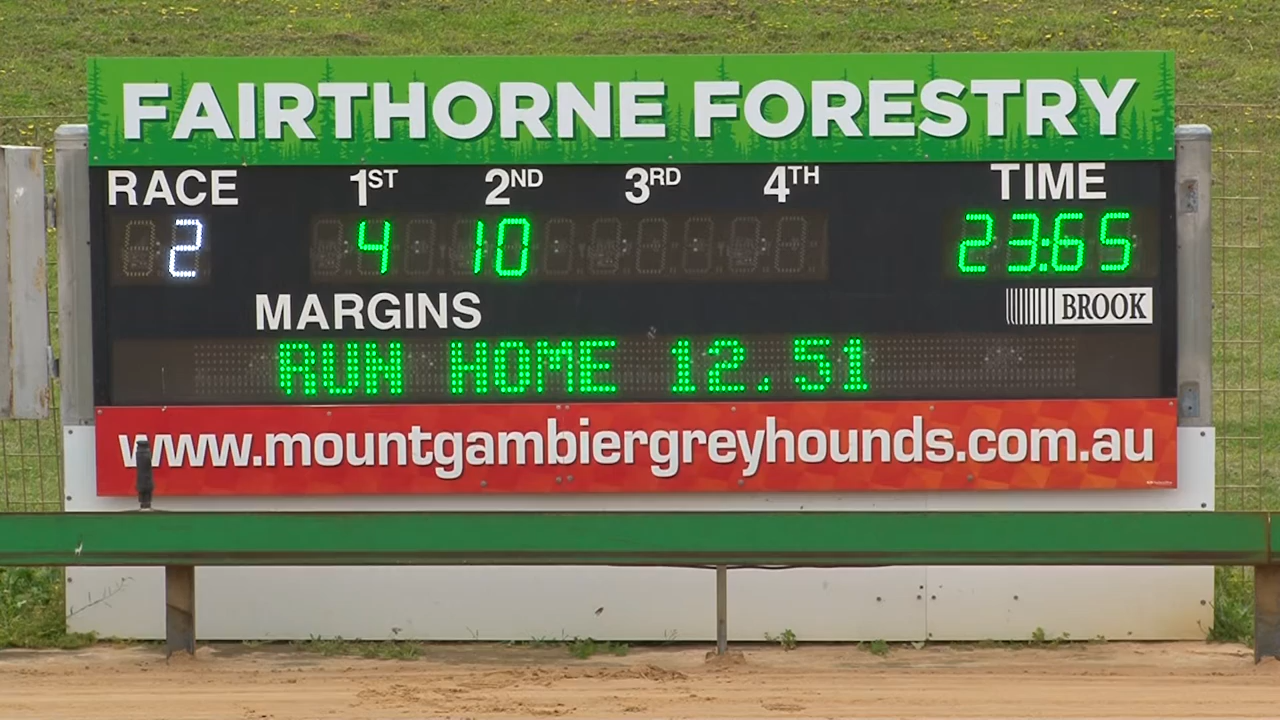 FAIRTHORNE FORESTRY
RACE 1ST 2ND 3RD 4TH TIME
2 4 10 23:65
MARGINS BROOK
RUN HOME 12.51
www.mountgambiergreyhounds.com.au